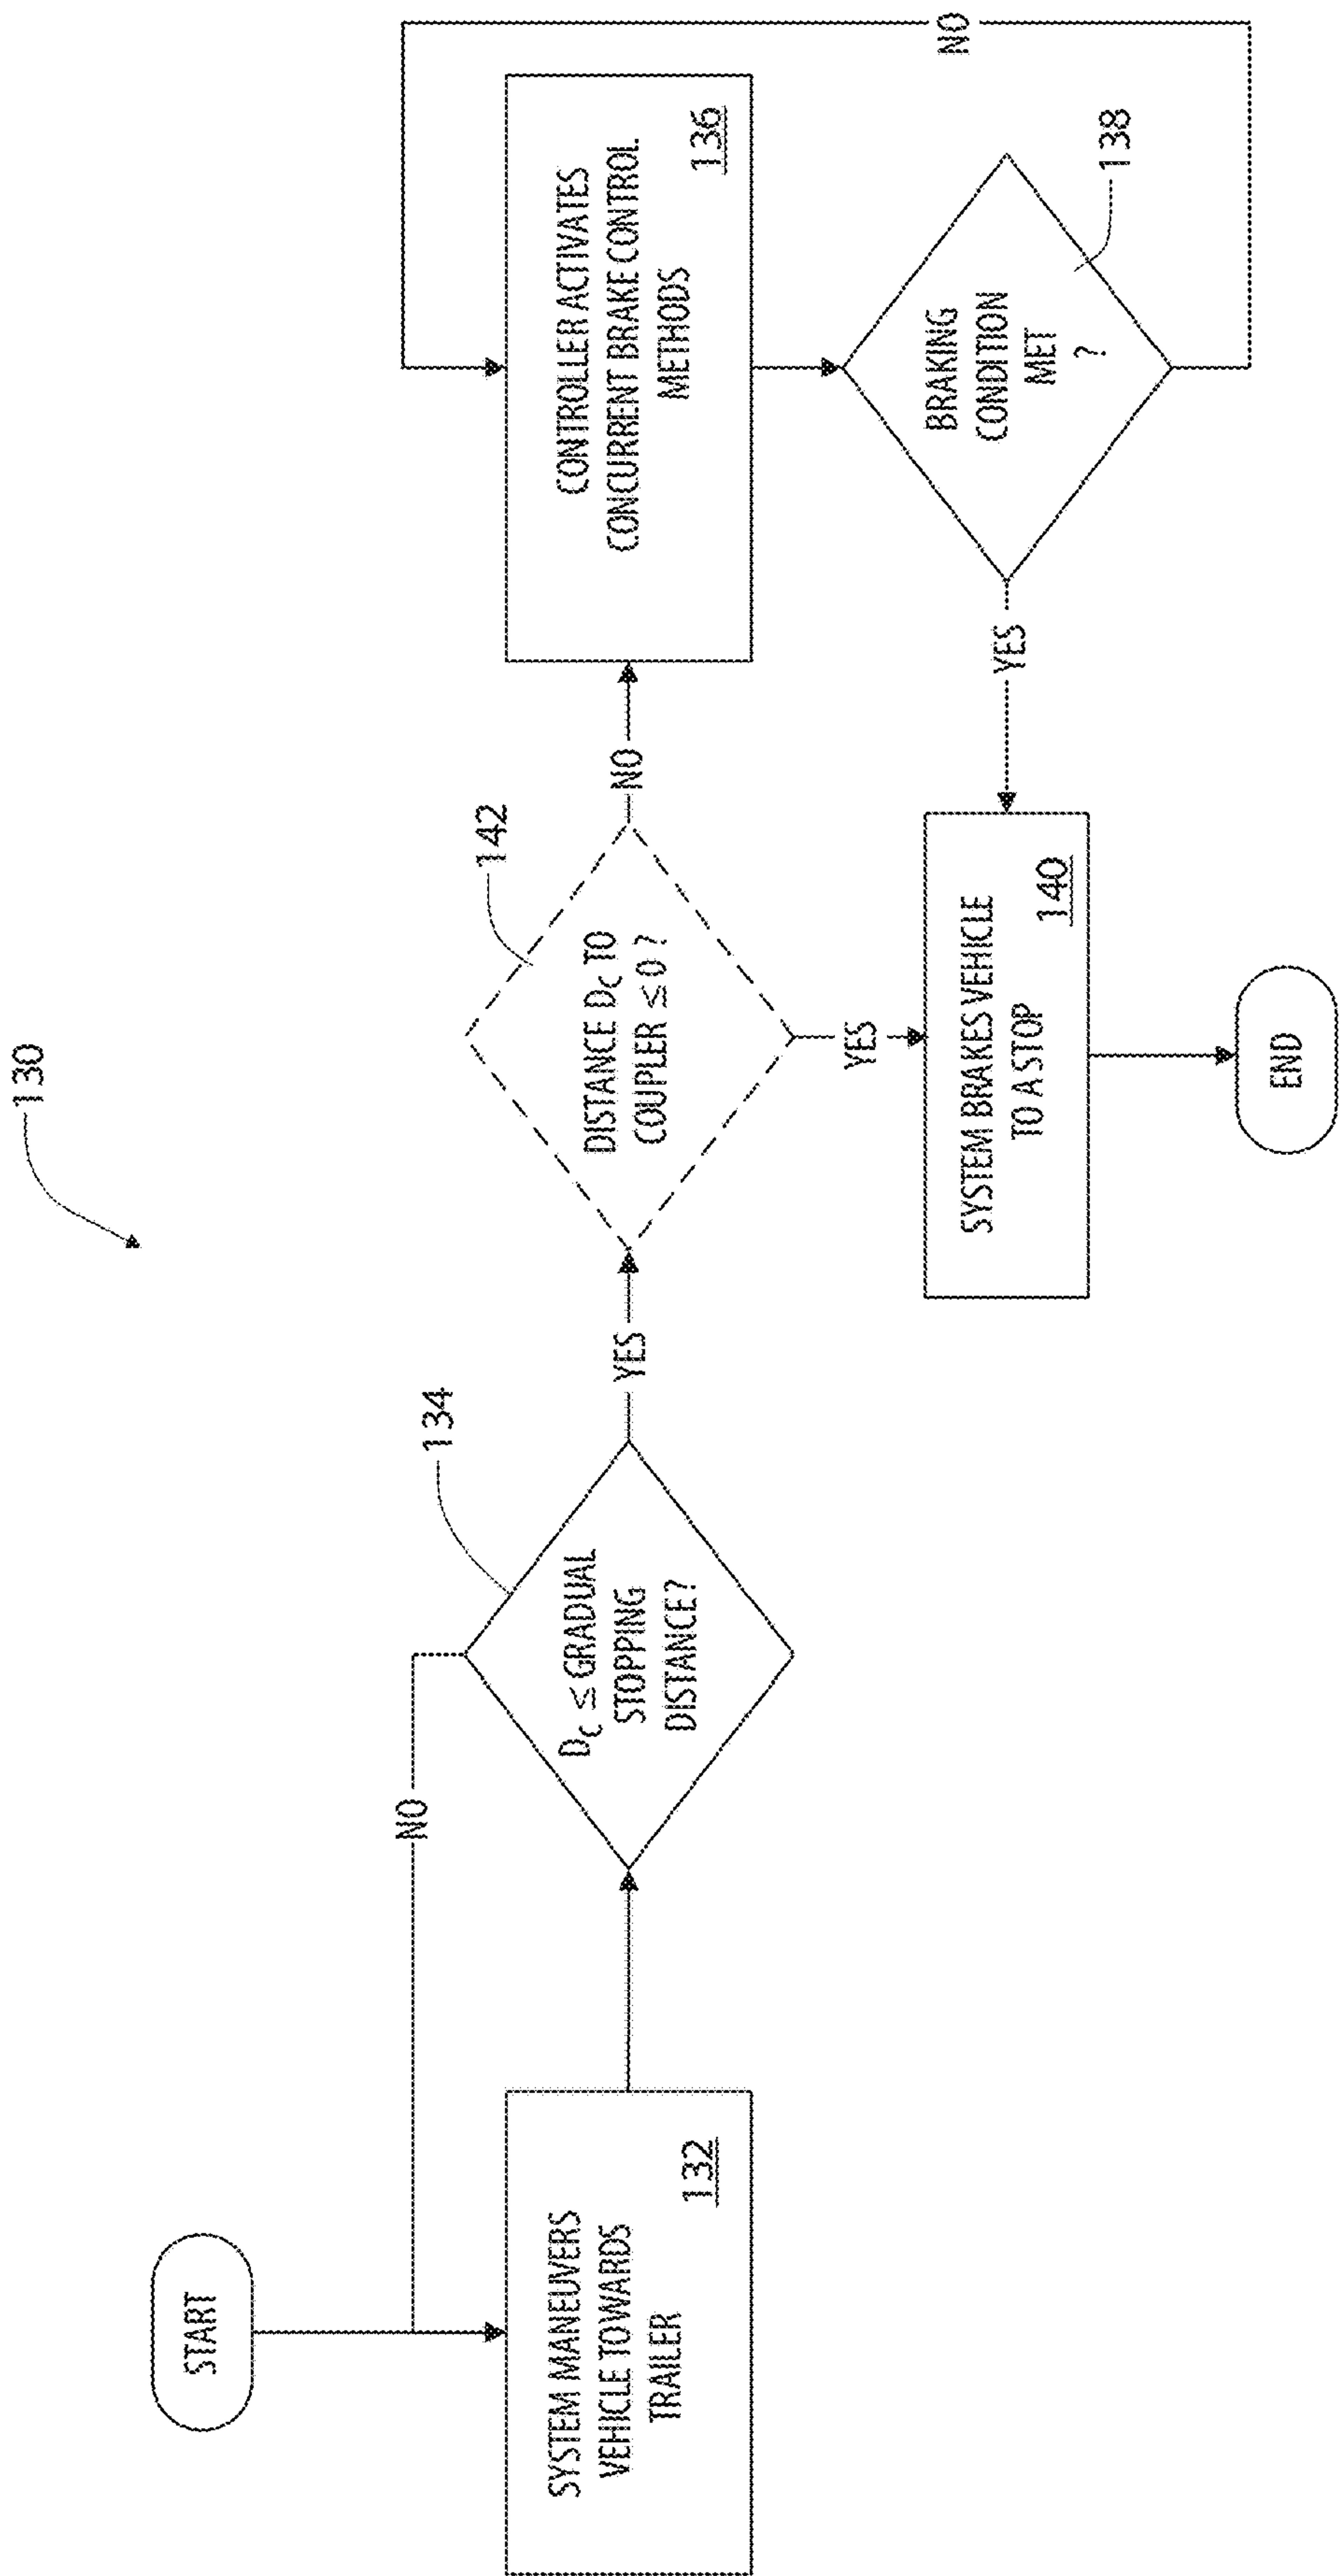 130
START
NO
SYSTEM MANEUVERS
VEHICLE TOWARDS
TRAILER
132
134
D_C ≤ GRADUAL
STOPPING
DISTANCE?
YES
142
DISTANCE D_C TO
COUPLER ≤ 0 ?
NO
YES
CONTROLLER ACTIVATES
CONCURRENT BRAKE CONTROL
METHODS
136
BRAKING
CONDITION
MET
?
138
NO
YES
SYSTEM BRAKES VEHICLE
TO A STOP
140
END